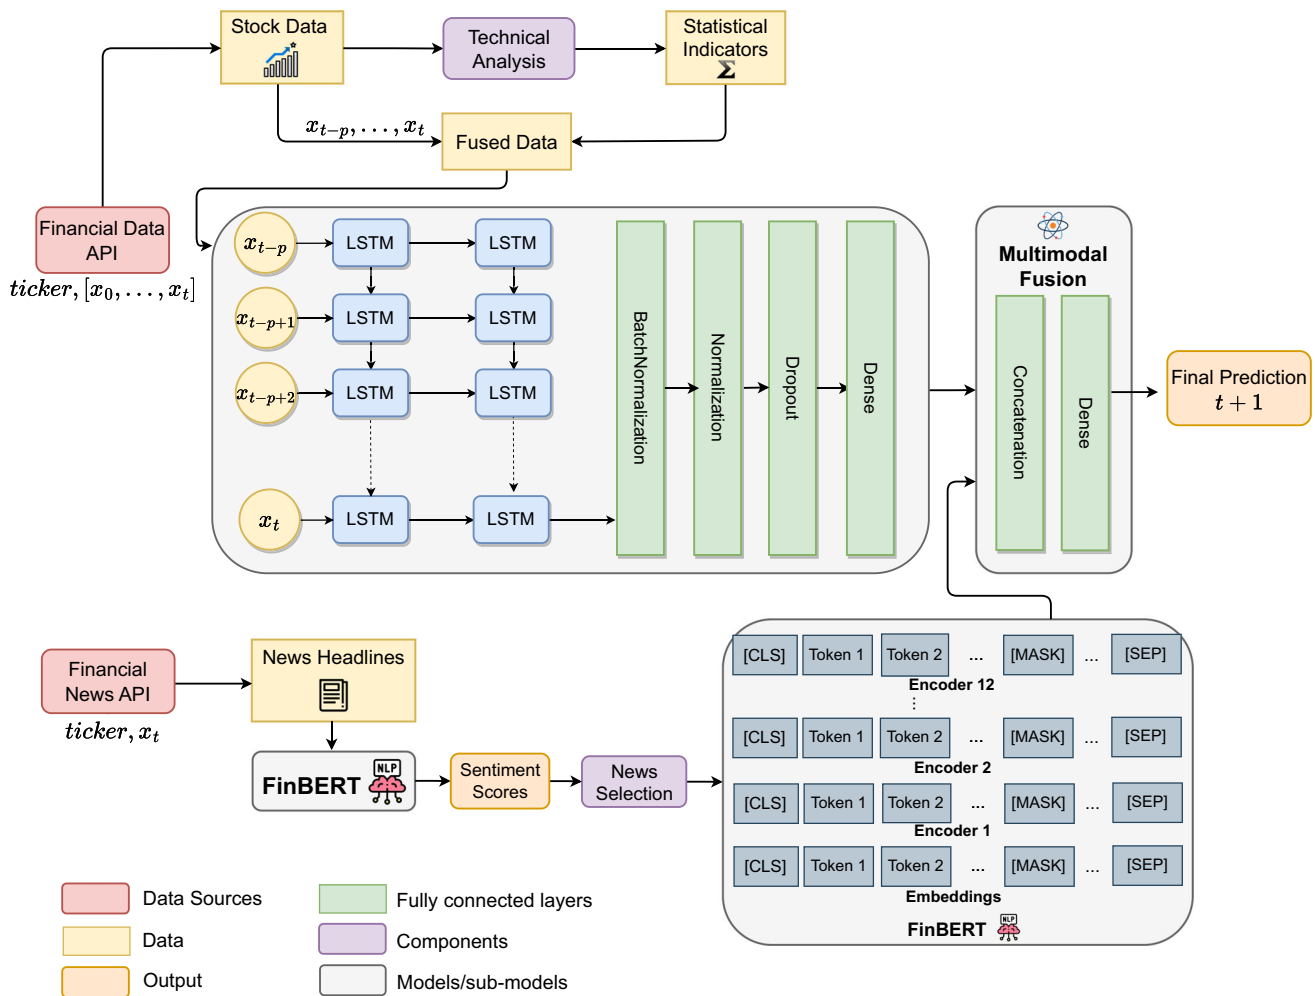 Stock Data
Technical
Analysis
Statistical
Indicators
Σ
x_{t-p}, . . . , x_t
Fused Data
Financial Data
API
ticker, [x_0, . . . , x_t]
x_{t-p}
LSTM
LSTM
x_{t-p+1}
LSTM
LSTM
x_{t-p+2}
LSTM
LSTM
x_t
LSTM
LSTM
BatchNormalization
Normalization
Dropout
Dense
Multimodal
Fusion
Concatenation
Dense
Final Prediction
t + 1
Financial
News API
ticker, x_t
News Headlines
FinBERT
NLP
Sentiment
Scores
News
Selection
[CLS] Token 1 Token 2 ... [MASK] ... [SEP]
Encoder 12
...
[CLS] Token 1 Token 2 ... [MASK] ... [SEP]
Encoder 2
[CLS] Token 1 Token 2 ... [MASK] ... [SEP]
Encoder 1
[CLS] Token 1 Token 2 ... [MASK] ... [SEP]
Embeddings
FinBERT
NLP
Data Sources
Data
Output
Fully connected layers
Components
Models/sub-models